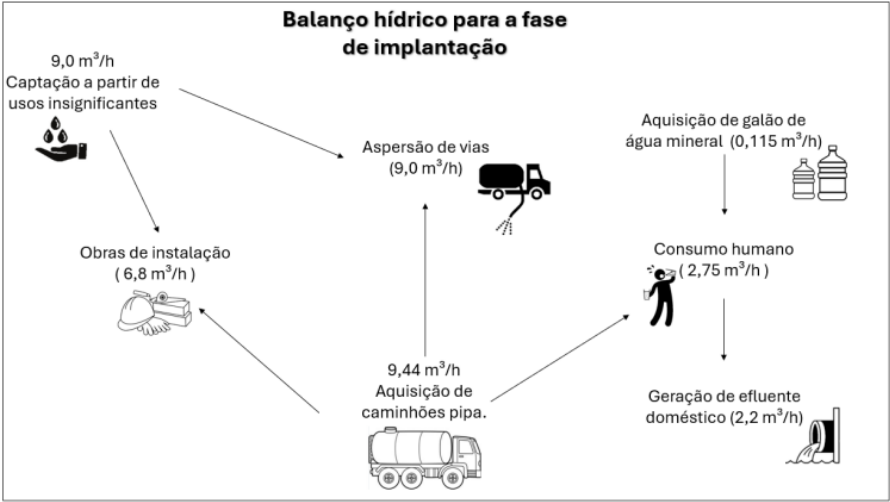 Balanço hídrico para a fase
de implantação
9,0 m³/h
Captação a partir de
usos insignificantes
Aspersão de vias
(9,0 m³/h)
Aquisição de galão de
água mineral (0,115 m³/h)
Obras de instalação
( 6,8 m³/h )
Consumo humano
( 2,75 m³/h )
9,44 m³/h
Aquisição de
caminhões pipa.
Geração de efluente
doméstico (2,2 m³/h)